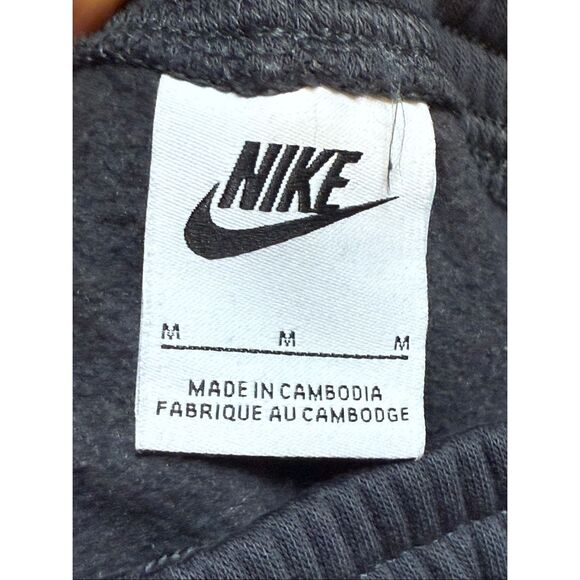 NIKE
M M M
MADE IN CAMBODIA
FABRIQUE AU CAMBODGE